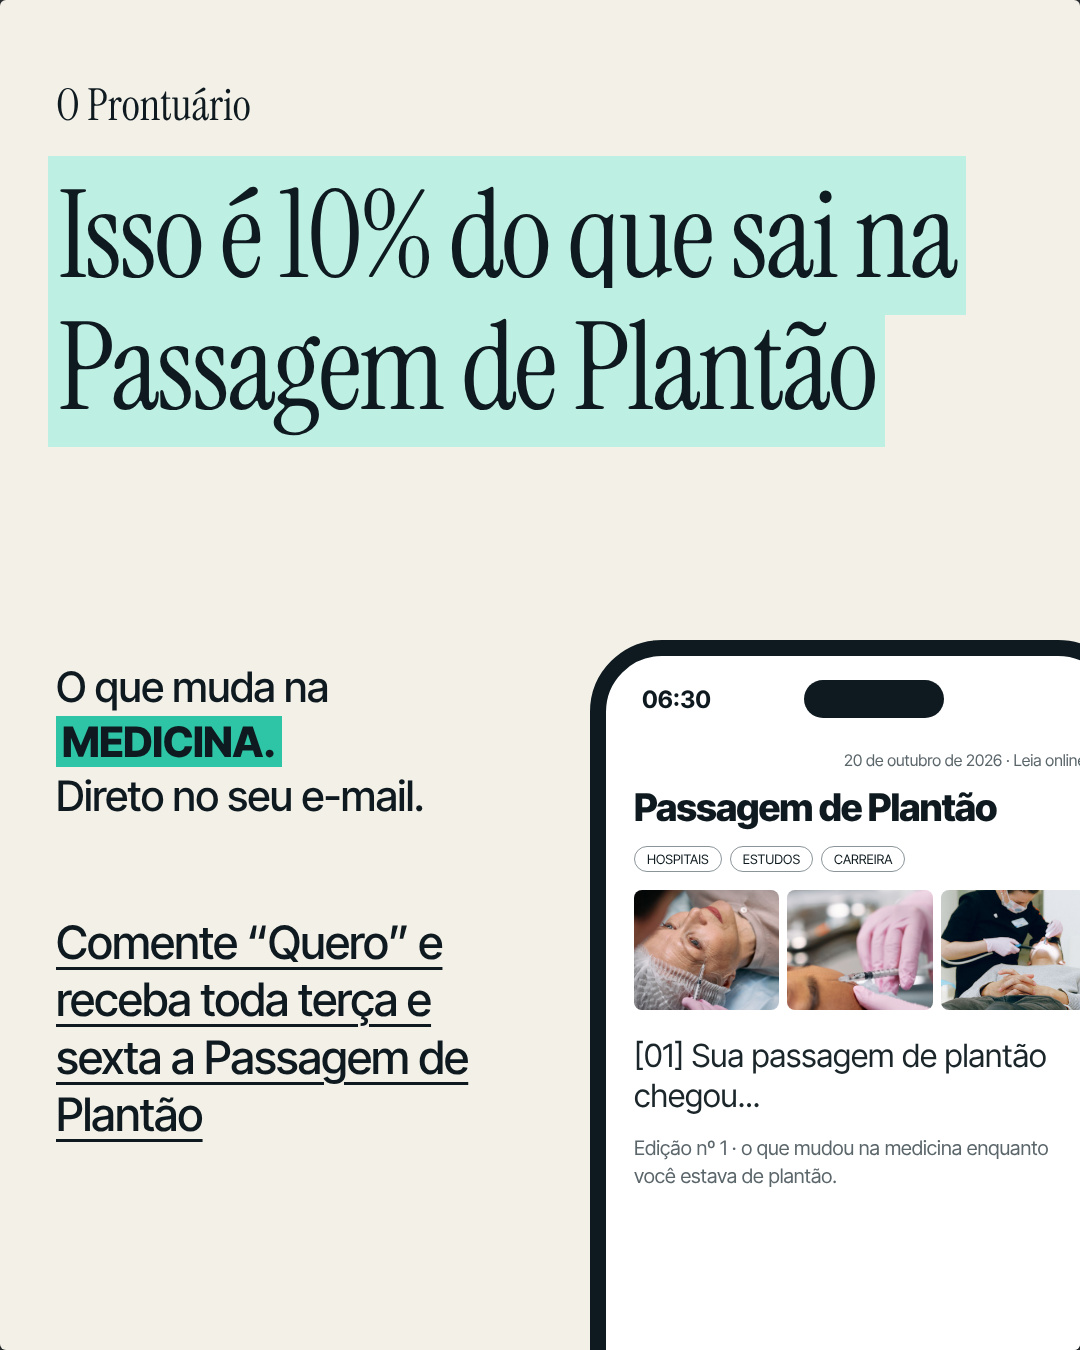 O Prontuário
Isso é 10% do que sai na
Passagem de Plantão
O que muda na
MEDICINA.
Direto no seu e-mail.
Comente “Quero” e
receba toda terça e
sexta a Passagem de
Plantão
06:30
20 de outubro de 2026 · Leia online
Passagem de Plantão
HOSPITAIS
ESTUDOS
CARREIRA
[01] Sua passagem de plantão
chegou...
Edição nº 1 · o que mudou na medicina enquanto
você estava de plantão.